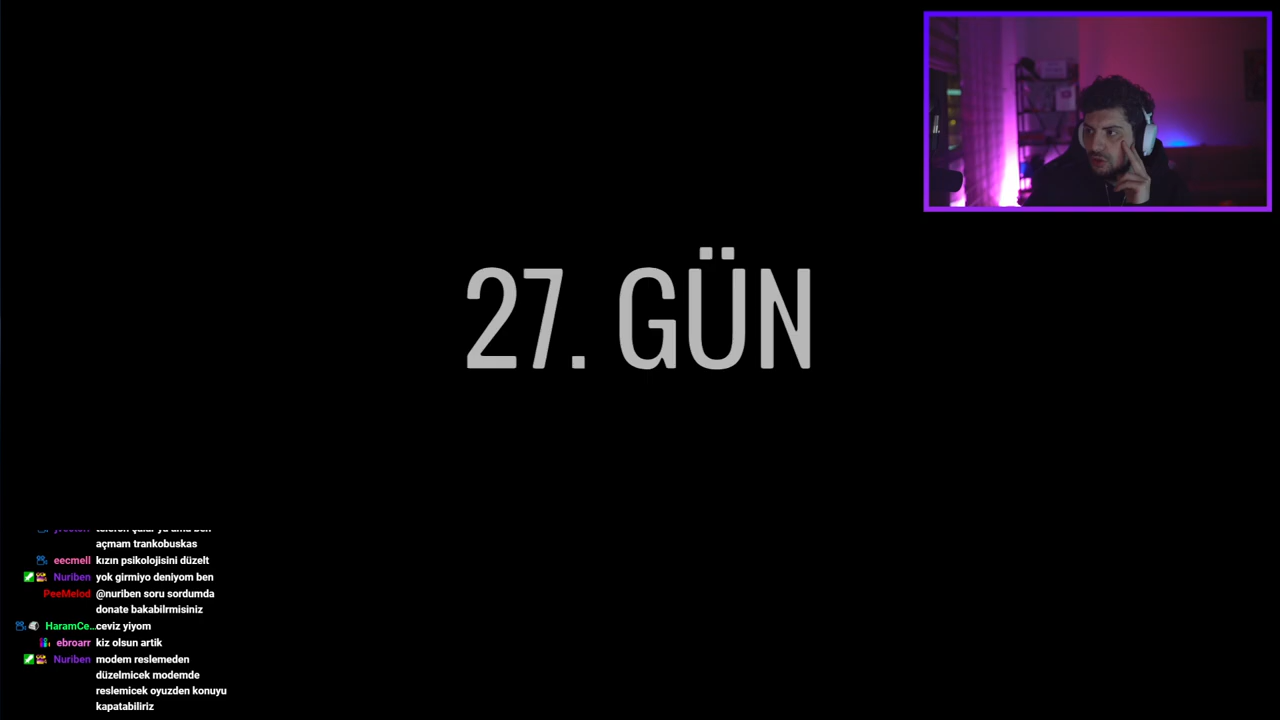 27. GÜN
açmam trankobuskas
eecmell kızın psikolojisini düzelt
Nuriben yok girmiyo deniyom ben
PeeMelod @nuriben soru sordumda
donate bakabilrmisiniz
HaramCe... ceviz yiyom
ebroarr kiz olsun artik
Nuriben modem reslemeden
düzelmicek modemde
reslemicek oyuzden konuyu
kapatabiliriz